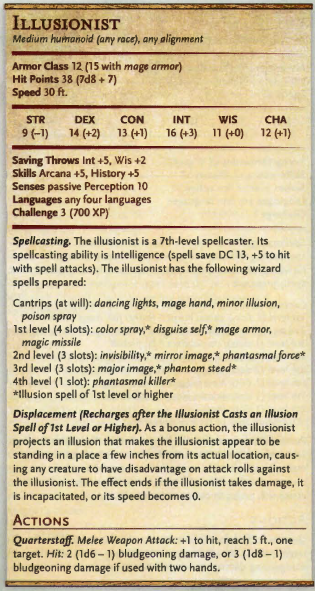 ILLUSIONIST
Medium humanoid (any race), any alignment
Armor Class 12 (15 with mage armor)
Hit Points 38 (7d8 + 7)
Speed 30 ft.
STR DEX CON INT WIS CHA
9 (–1) 14 (+2) 13 (+1) 16 (+3) 11 (+0) 12 (+1)
Saving Throws Int +5, Wis +2
Skills Arcana +5, History +5
Senses passive Perception 10
Languages any four languages
Challenge 3 (700 XP)
Spellcasting. The illusionist is a 7th-level spellcaster. Its
spellcasting ability is Intelligence (spell save DC 13, +5 to hit
with spell attacks). The illusionist has the following wizard
spells prepared:
Cantrips (at will): dancing lights, mage hand, minor illusion,
poison spray
1st level (4 slots): color spray,* disguise self,* mage armor,
magic missile
2nd level (3 slots): invisibility,* mirror image,* phantasmal force*
3rd level (3 slots): major image,* phantom steed*
4th level (1 slot): phantasmal killer*
*Illusion spell of 1st level or higher
Displacement (Recharges after the Illusionist Casts an Illusion
Spell of 1st Level or Higher). As a bonus action, the illusionist
projects an illusion that makes the illusionist appear to be
standing in a place a few inches from its actual location, caus-
ing any creature to have disadvantage on attack rolls against
the illusionist. The effect ends if the illusionist takes damage, it
is incapacitated, or its speed becomes 0.
ACTIONS
Quarterstaff. Melee Weapon Attack: +1 to hit, reach 5 ft., one
target. Hit: 2 (1d6 – 1) bludgeoning damage, or 3 (1d8 – 1)
bludgeoning damage if used with two hands.